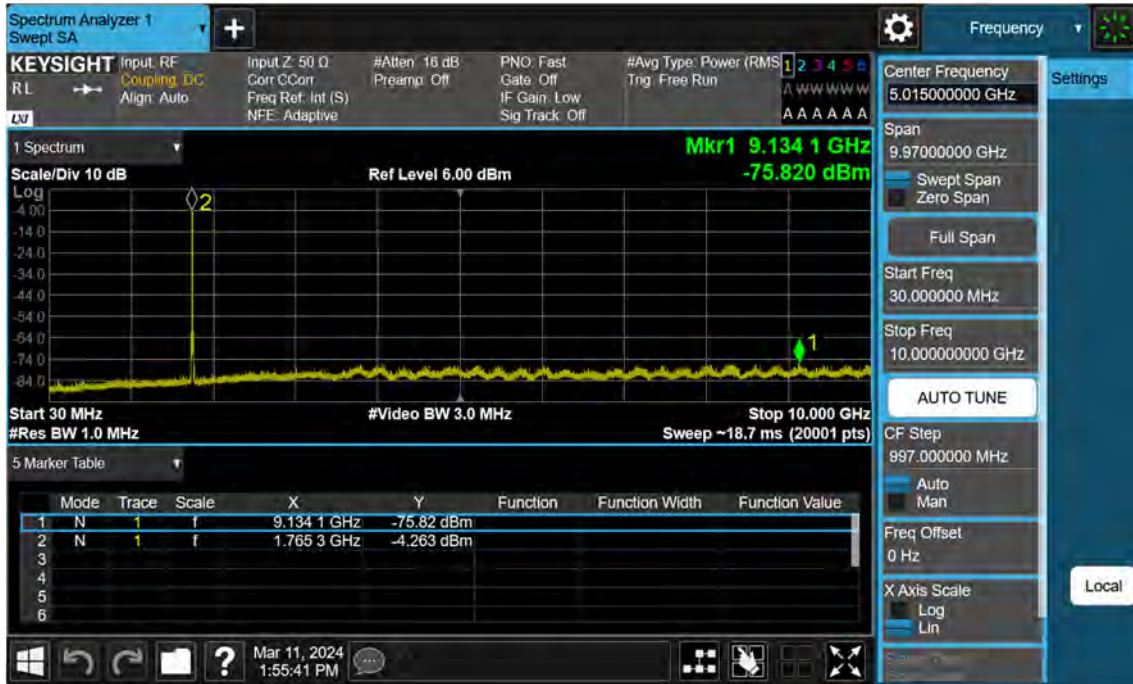 Spectrum Analyzer 1
Swept SA
+
Frequency
KEYSIGHT
RL
LXI
Input: RF
Coupling: DC
Align: Auto
Input Z: 50 Ω
Corr CCorr
Freq Ref: Int (S)
NFE: Adaptive
#Atten: 16 dB
Preamp: Off
PNO: Fast
Gate: Off
IF Gain: Low
Sig Track: Off
#Avg Type: Power (RMS
Trig: Free Run
1 2 3 4 5 6
A W W W W W
A A A A A A
1 Spectrum
Scale/Div 10 dB
Ref Level 6.00 dBm
Mkr1 9.134 1 GHz
-75.820 dBm
Log
-4.00
-14.0
-24.0
-34.0
-44.0
-54.0
-64.0
-74.0
-84.0
2
1
Start 30 MHz
#Video BW 3.0 MHz
Stop 10.000 GHz
#Res BW 1.0 MHz
Sweep ~18.7 ms (20001 pts)
5 Marker Table
Mode Trace Scale X Y Function Function Width Function Value
1 N 1 f 9.134 1 GHz -75.82 dBm
2 N 1 f 1.765 3 GHz -4.263 dBm
3
4
5
6
Mar 11, 2024
1:55:41 PM
?
Center Frequency
5.015000000 GHz
Span
9.97000000 GHz
Swept Span
Zero Span
Full Span
Start Freq
30.000000 MHz
Stop Freq
10.000000000 GHz
AUTO TUNE
CF Step
997.000000 MHz
Auto
Man
Freq Offset
0 Hz
X Axis Scale
Log
Lin
Settings
Local